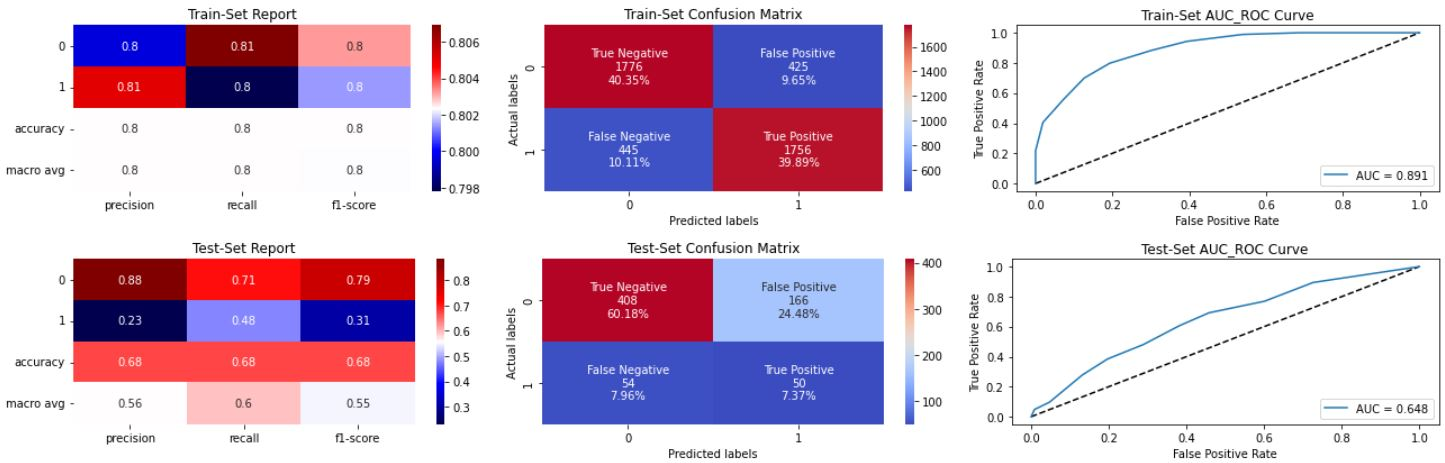 Train-Set Report
0 0.8 0.81 0.8
1 0.81 0.8 0.8
accuracy 0.8 0.8 0.8
macro avg 0.8 0.8 0.8
precision recall f1-score
0.806
0.804
0.802
0.800
0.798
Train-Set Confusion Matrix
Actual labels
0
1
True Negative
1776
40.35%
False Positive
425
9.65%
False Negative
445
10.11%
True Positive
1756
39.89%
0 1
Predicted labels
1600
1400
1200
1000
800
600
Train-Set AUC_ROC Curve
True Positive Rate
1.0
0.8
0.6
0.4
0.2
0.0
AUC = 0.891
0.0 0.2 0.4 0.6 0.8 1.0
False Positive Rate
Test-Set Report
0 0.88 0.71 0.79
1 0.23 0.48 0.31
accuracy 0.68 0.68 0.68
macro avg 0.56 0.6 0.55
precision recall f1-score
0.8
0.7
0.6
0.5
0.4
0.3
Test-Set Confusion Matrix
Actual labels
0
1
True Negative
408
60.18%
False Positive
166
24.48%
False Negative
54
7.96%
True Positive
50
7.37%
0 1
Predicted labels
400
300
200
100
Test-Set AUC_ROC Curve
True Positive Rate
1.0
0.8
0.6
0.4
0.2
0.0
AUC = 0.648
0.0 0.2 0.4 0.6 0.8 1.0
False Positive Rate